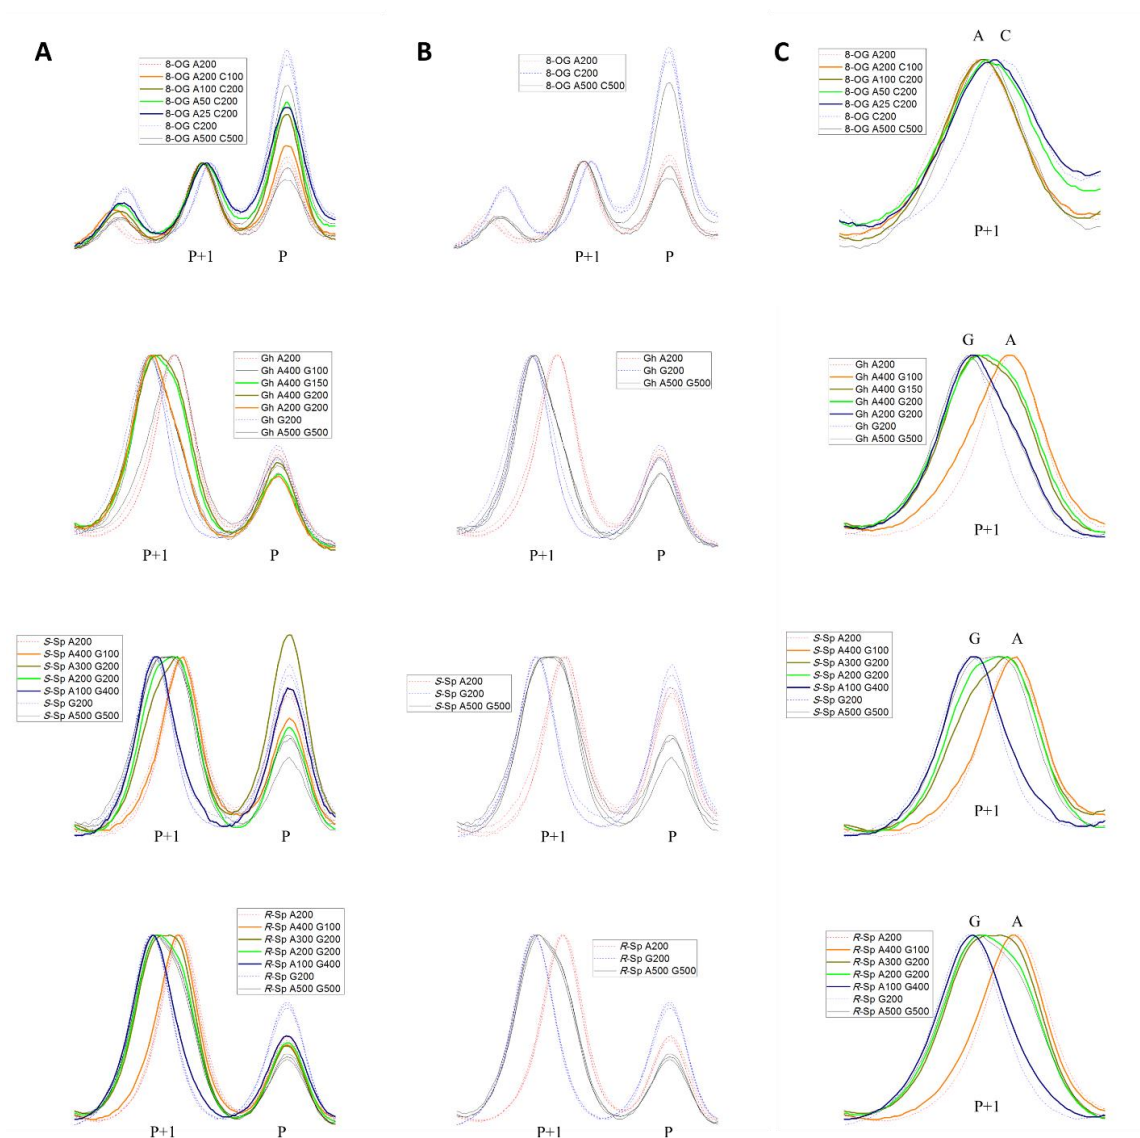 A
B
C
8-OG A200
8-OG A200 C100
8-OG A100 C200
8-OG A50 C200
8-OG A25 C200
8-OG C200
8-OG A500 C500
P+1
P
8-OG A200
8-OG C200
8-OG A500 C500
P+1
P
A C
8-OG A200
8-OG A200 C100
8-OG A100 C200
8-OG A50 C200
8-OG A25 C200
8-OG C200
8-OG A500 C500
P+1
Gh A200
Gh A400 G100
Gh A400 G150
Gh A400 G200
Gh A200 G200
Gh G200
Gh A500 G500
P+1
P
Gh A200
Gh G200
Gh A500 G500
P+1
P
G A
Gh A200
Gh A400 G100
Gh A400 G150
Gh A400 G200
Gh A200 G200
Gh G200
Gh A500 G500
P+1
S-Sp A200
S-Sp A400 G100
S-Sp A300 G200
S-Sp A200 G200
S-Sp A100 G400
S-Sp G200
S-Sp A500 G500
P+1
P
S-Sp A200
S-Sp G200
S-Sp A500 G500
P+1
P
G A
S-Sp A200
S-Sp A400 G100
S-Sp A300 G200
S-Sp A200 G200
S-Sp A100 G400
S-Sp G200
S-Sp A500 G500
P+1
R-Sp A200
R-Sp A400 G100
R-Sp A300 G200
R-Sp A200 G200
R-Sp A100 G400
R-Sp G200
R-Sp A500 G500
P+1
P
R-Sp A200
R-Sp G200
R-Sp A500 G500
P+1
P
G A
R-Sp A200
R-Sp A400 G100
R-Sp A300 G200
R-Sp A200 G200
R-Sp A100 G400
R-Sp G200
R-Sp A500 G500
P+1